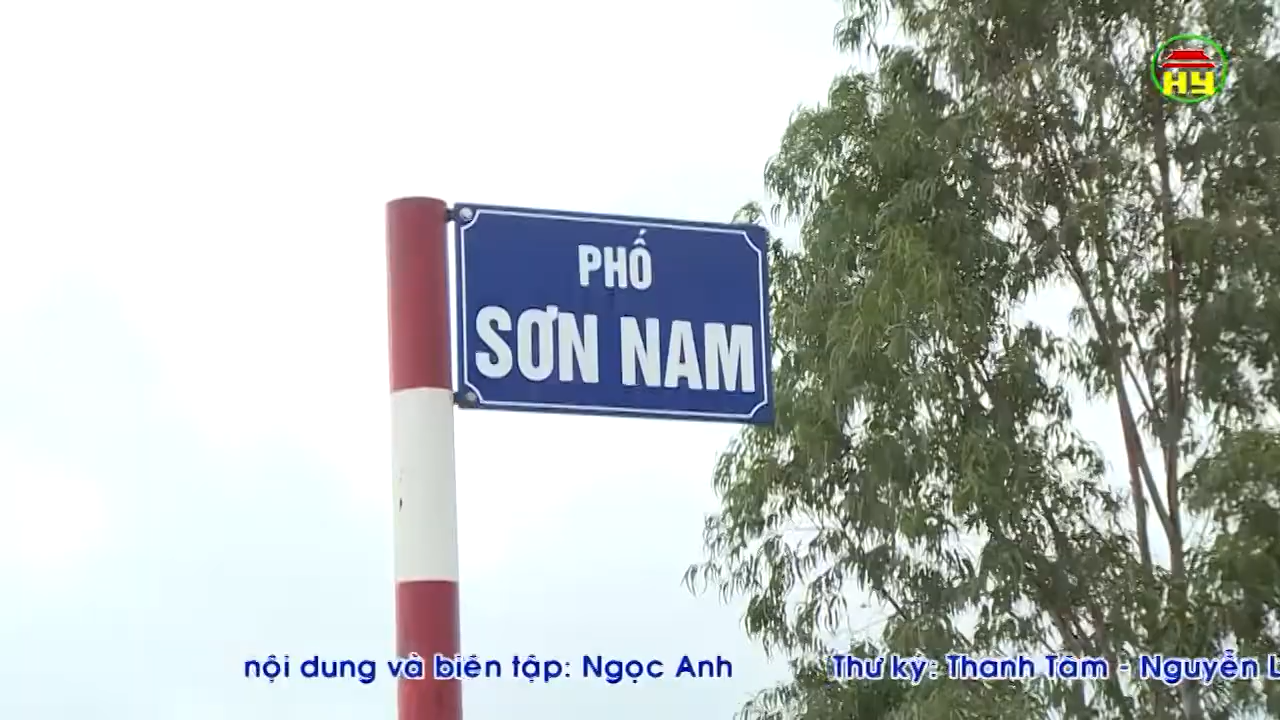 HY
PHỐ
SƠN NAM
nội dung và biên tập: Ngọc Anh
Thư ký: Thanh Tâm - Nguyễn